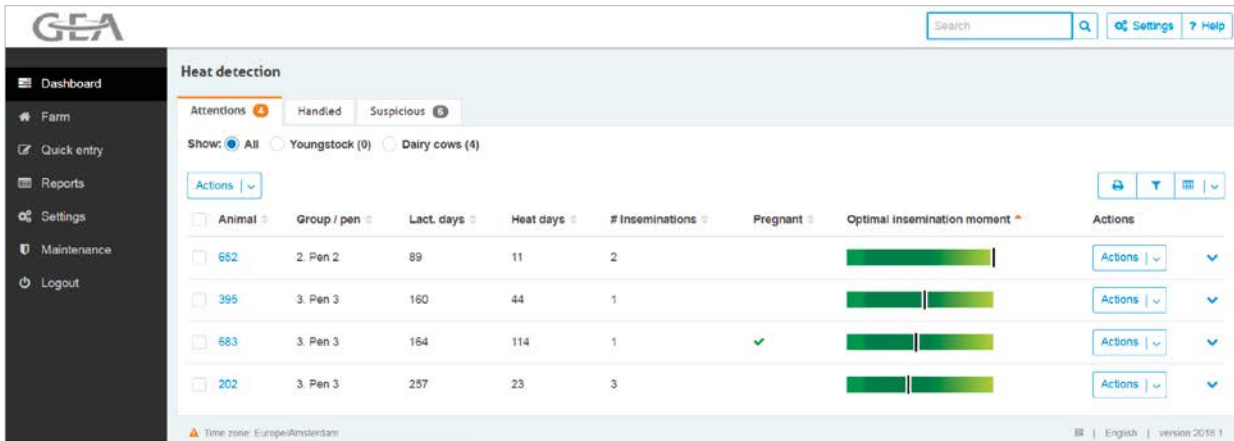 GEA
Search
Settings
? Help
Dashboard
Farm
Quick entry
Reports
Settings
Maintenance
Logout
Heat detection
Attentions 4 Handled Suspicious 6
Show: All Youngstock (0) Dairy cows (4)
Actions
Animal Group / pen Lact. days Heat days # Inseminations Pregnant Optimal insemination moment Actions
652 2. Pen 2 89 11 2 Actions
395 3. Pen 3 160 44 1 Actions
683 3. Pen 3 164 114 1 Actions
202 3. Pen 3 257 23 3 Actions
Time zone: Europe/Amsterdam
| English | version 2018.1